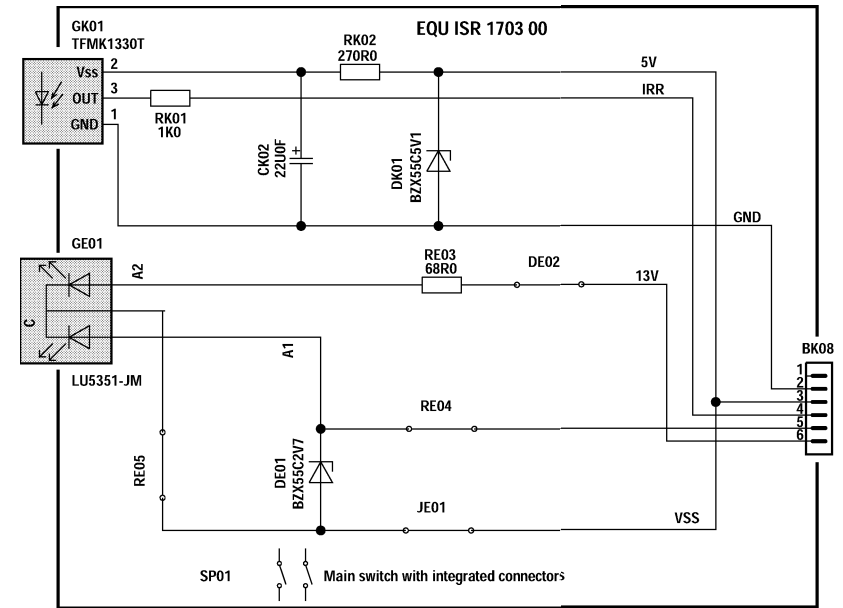 EQU ISR 1703 00
GK01
TFMK1330T
Vss
2
OUT
3
GND
1
RK01
1K0
RK02
270R0
CK02
22U0F
+
DK01
BZX55C5V1
5V
IRR
GND
GE01
A2
C
A1
LU5351-JM
RE03
68R0
DE02
13V
BK08
1
2
3
4
5
6
RE04
RE05
DE01
BZX55C2V7
JE01
VSS
SP01
Main switch with integrated connectors